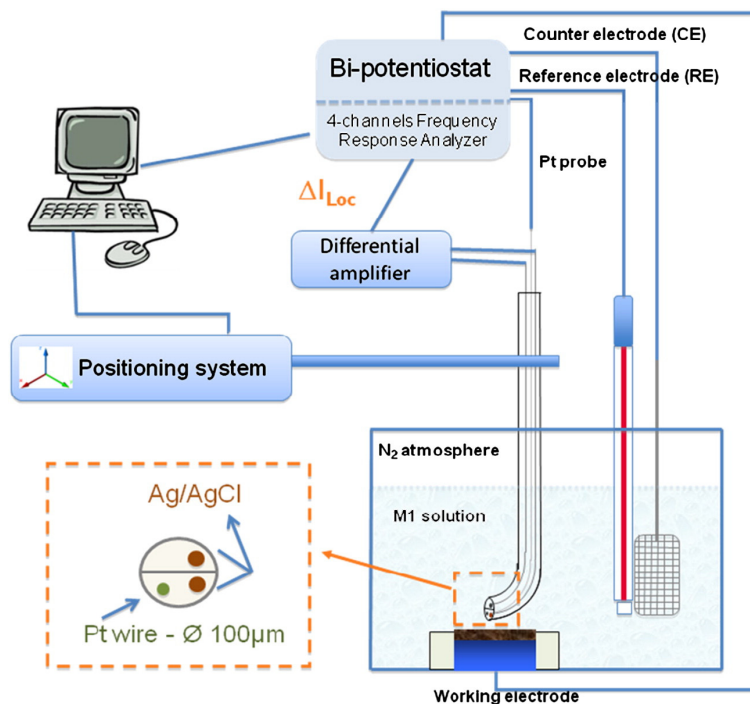 Counter electrode (CE)
Bi-potentiostat
Reference electrode (RE)
4-channels Frequency
Response Analyzer
Pt probe
ΔI_Loc
Differential
amplifier
Positioning system
N₂ atmosphere
M1 solution
Ag/AgCl
Pt wire - Ø 100µm
Working electrode